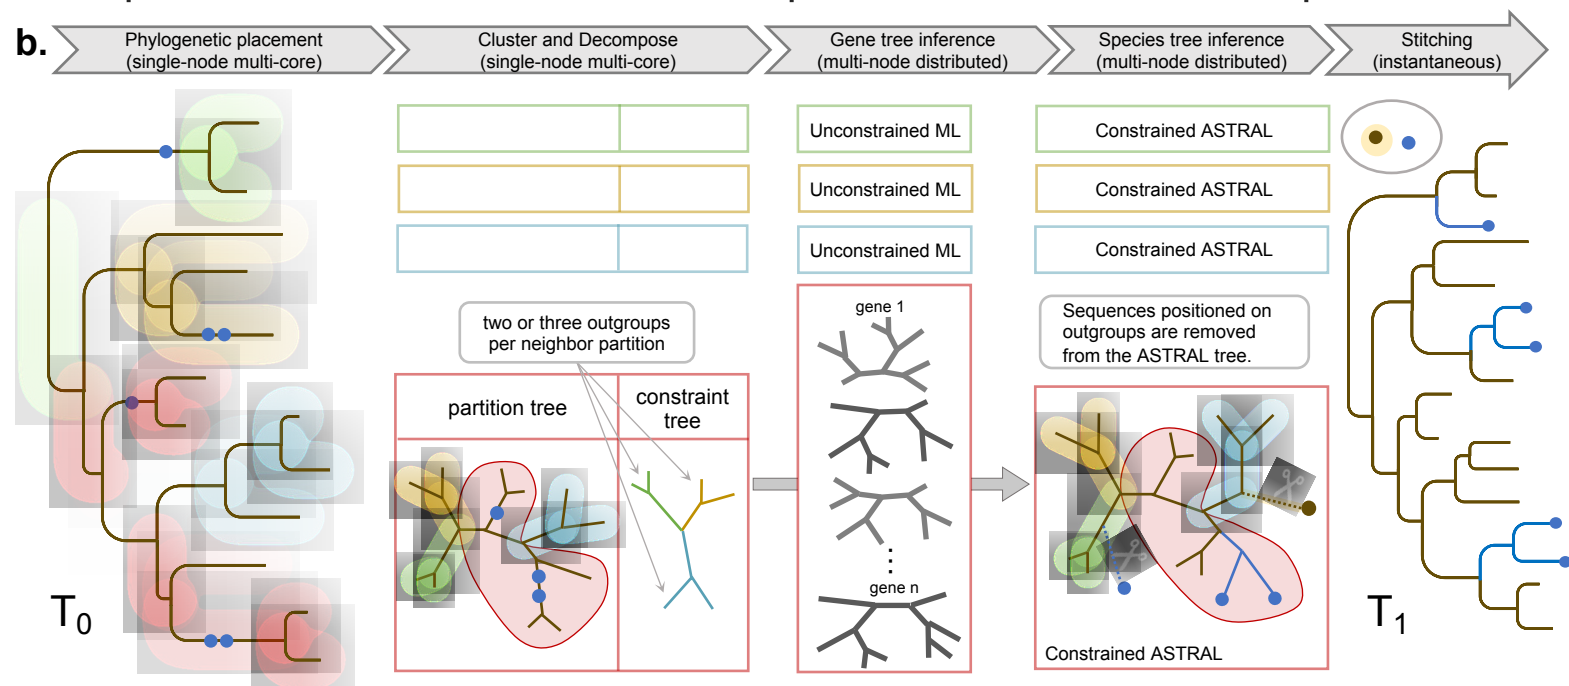 b.
Phylogenetic placement
(single-node multi-core)
Cluster and Decompose
(single-node multi-core)
Gene tree inference
(multi-node distributed)
Species tree inference
(multi-node distributed)
Stitching
(instantaneous)
Unconstrained ML
Constrained ASTRAL
Unconstrained ML
Constrained ASTRAL
Unconstrained ML
Constrained ASTRAL
two or three outgroups
per neighbor partition
gene 1
Sequences positioned on
outgroups are removed
from the ASTRAL tree.
partition tree
constraint
tree
⋮
gene n
T0
T1
Constrained ASTRAL